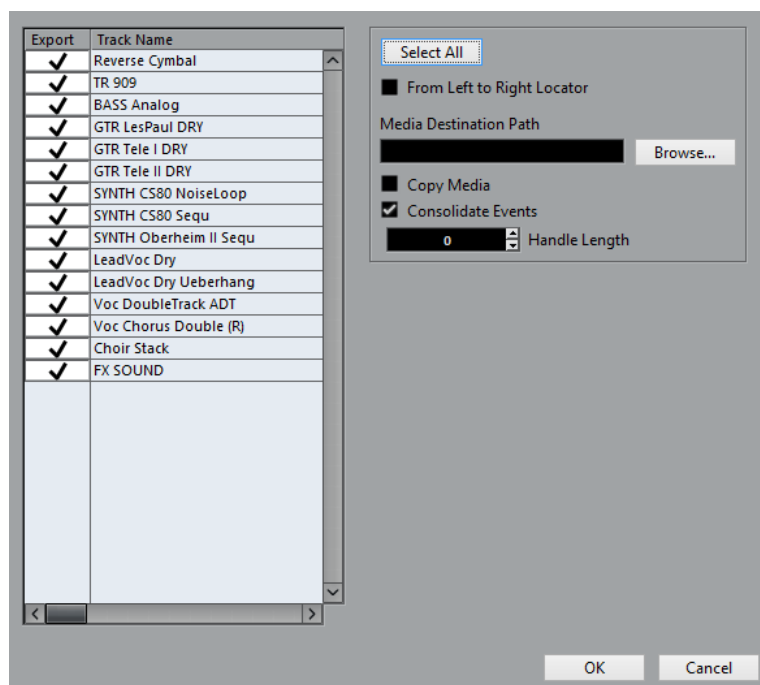 Export Track Name
Reverse Cymbal
TR 909
BASS Analog
GTR LesPaul DRY
GTR Tele I DRY
GTR Tele II DRY
SYNTH CS80 NoiseLoop
SYNTH CS80 Sequ
SYNTH Oberheim II Sequ
LeadVoc Dry
LeadVoc Dry Ueberhang
Voc DoubleTrack ADT
Voc Chorus Double (R)
Choir Stack
FX SOUND
Select All
From Left to Right Locator
Media Destination Path
Browse...
Copy Media
Consolidate Events
0 Handle Length
OK Cancel